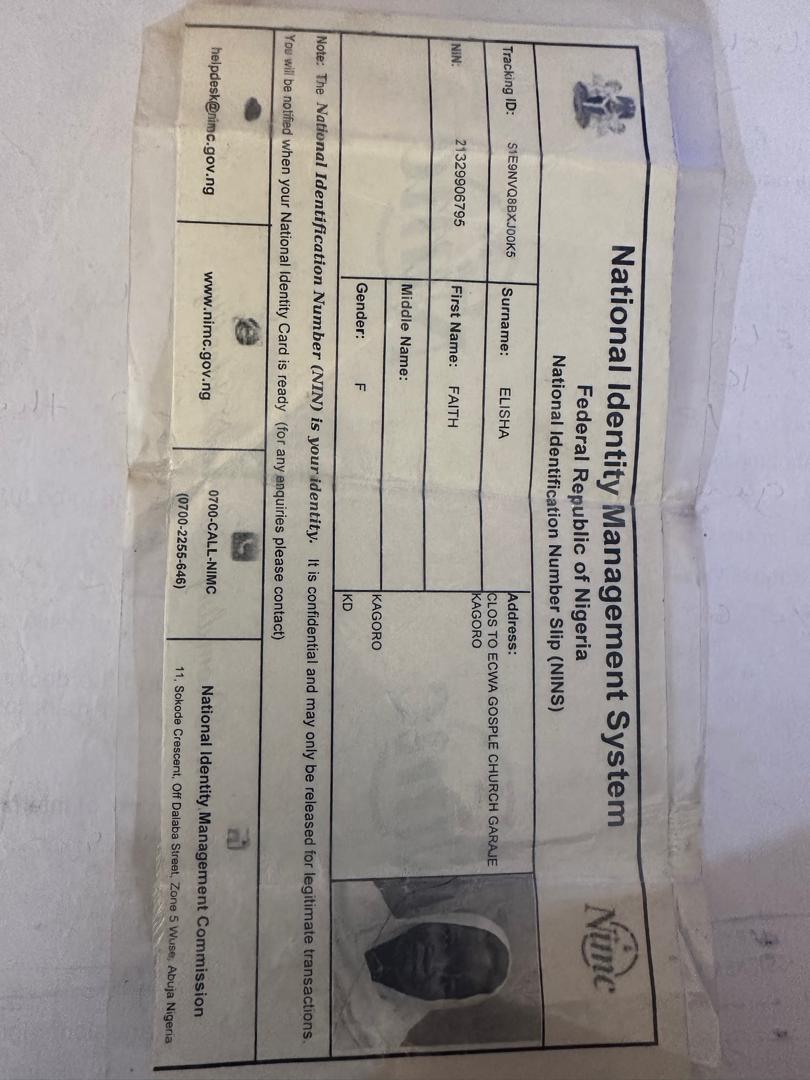 National Identity Management System
Federal Republic of Nigeria
National Identification Number Slip (NINS)
Nimc
Tracking ID: S1E9NVQ8BXJ00K5
Surname: ELISHA
Address:
CLOS TO ECWA GOSPLE CHURCH GARAJE
KAGORO
NIN: 21329906795
First Name: FAITH
Middle Name:
KAGORO
Gender: F
KD
Note: The National Identification Number (NIN) is your identity. It is confidential and may only be released for legitimate transactions.
You will be notified when your National Identity Card is ready (for any enquiries please contact)
helpdesk@nimc.gov.ng
www.nimc.gov.ng
0700-CALL-NIMC
(0700-2255-646)
National Identity Management Commission
11, Sokode Crescent, Off Dalaba Street, Zone 5 Wuse, Abuja Nigeria